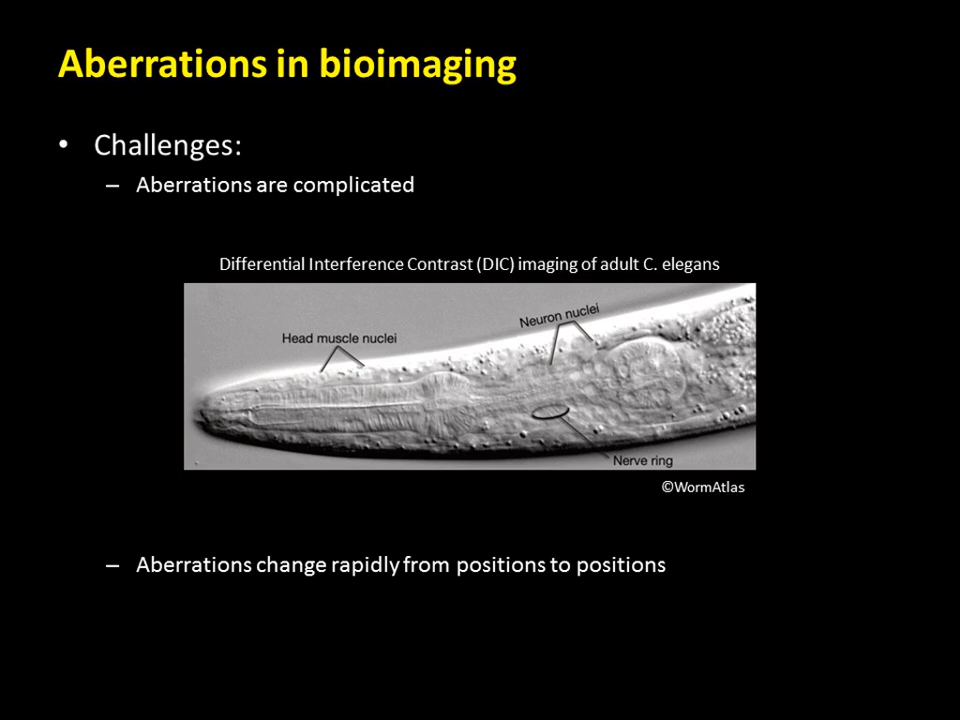 Aberrations in bioimaging
• Challenges:
– Aberrations are complicated
Differential Interference Contrast (DIC) imaging of adult C. elegans
Head muscle nuclei
Neuron nuclei
Nerve ring
©WormAtlas
– Aberrations change rapidly from positions to positions